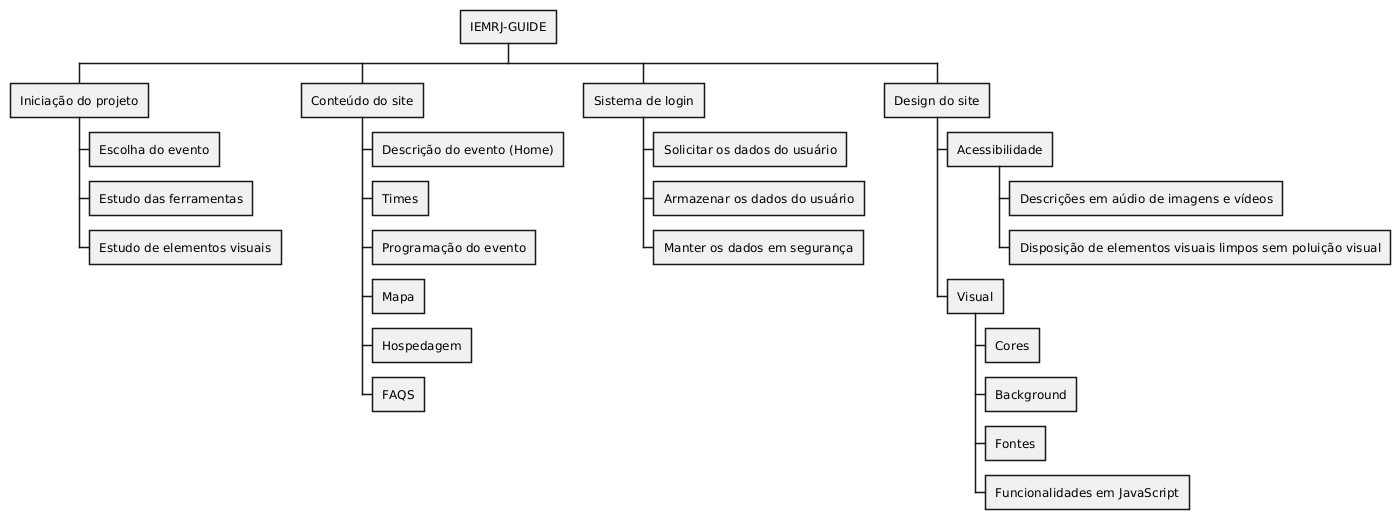 IEMRJ-GUIDE
Iniciação do projeto
Escolha do evento
Estudo das ferramentas
Estudo de elementos visuais
Conteúdo do site
Descrição do evento (Home)
Times
Programação do evento
Mapa
Hospedagem
FAQS
Sistema de login
Solicitar os dados do usuário
Armazenar os dados do usuário
Manter os dados em segurança
Design do site
Acessibilidade
Descrições em aúdio de imagens e vídeos
Disposição de elementos visuais limpos sem poluição visual
Visual
Cores
Background
Fontes
Funcionalidades em JavaScript